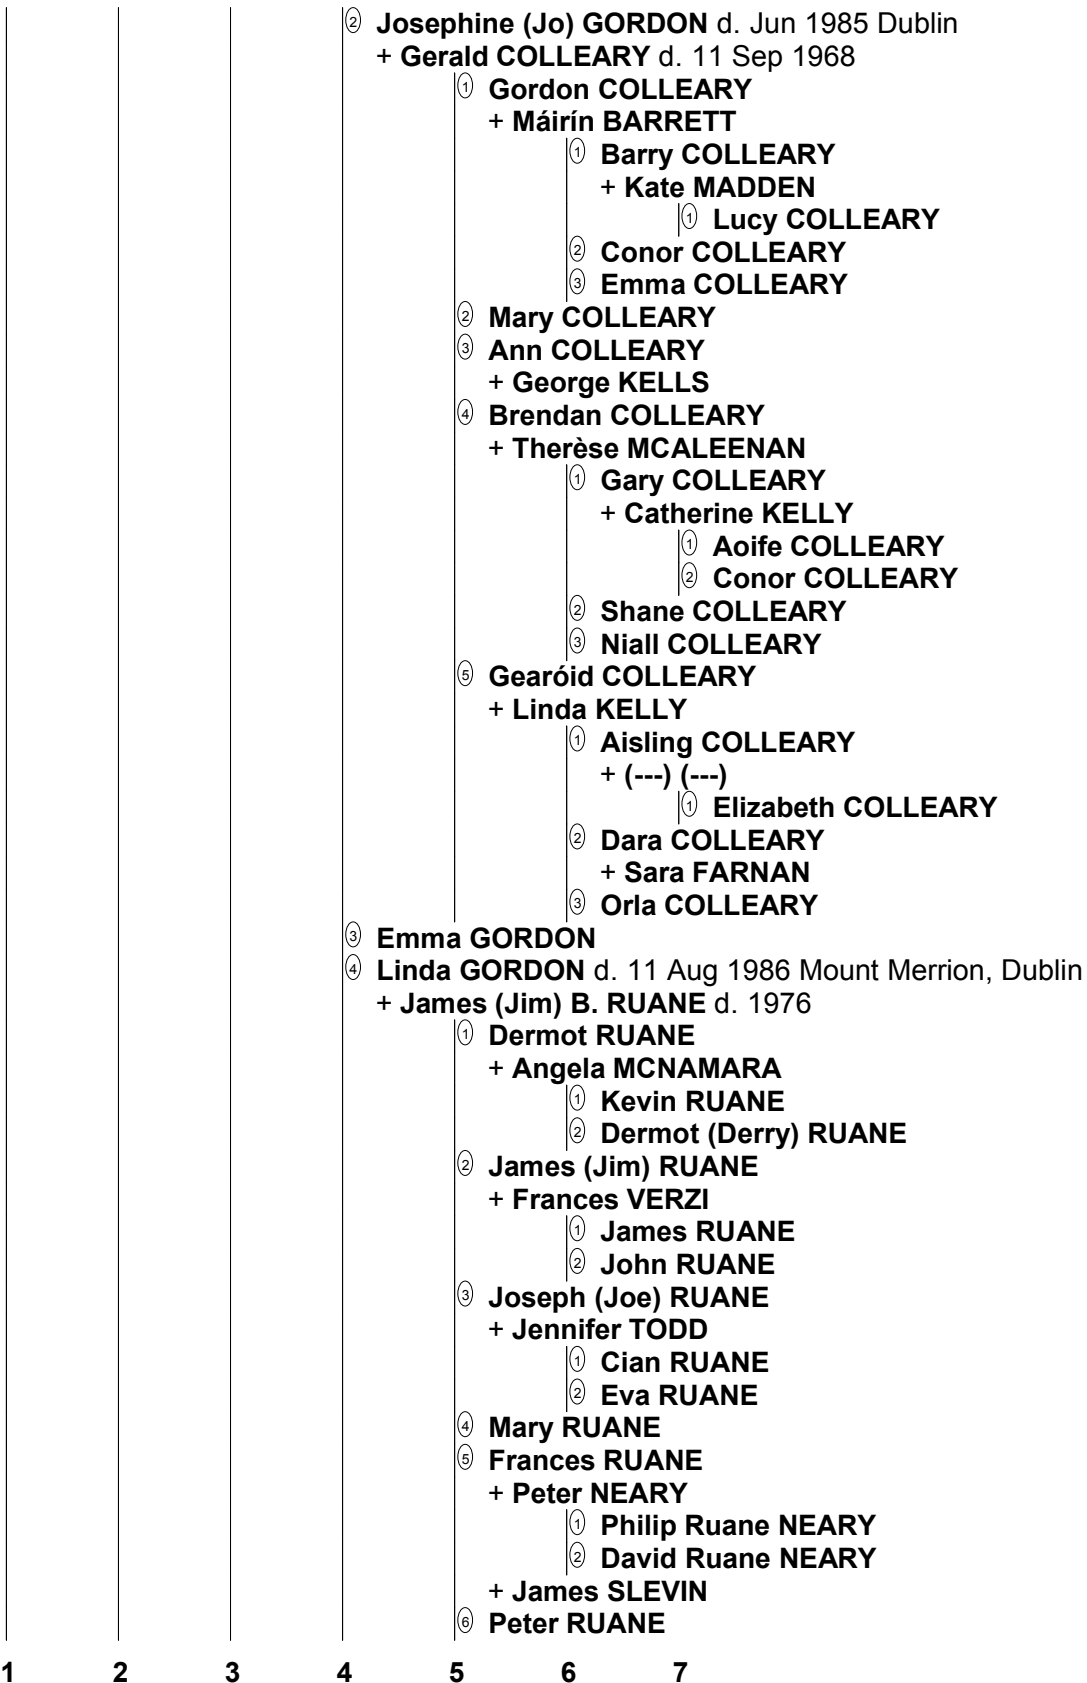 ② Josephine (Jo) GORDON d. Jun 1985 Dublin
+ Gerald COLLEARY d. 11 Sep 1968
① Gordon COLLEARY
+ Máirín BARRETT
① Barry COLLEARY
+ Kate MADDEN
① Lucy COLLEARY
② Conor COLLEARY
③ Emma COLLEARY
② Mary COLLEARY
③ Ann COLLEARY
+ George KELLS
④ Brendan COLLEARY
+ Therèse MCALEENAN
① Gary COLLEARY
+ Catherine KELLY
① Aoife COLLEARY
② Conor COLLEARY
② Shane COLLEARY
③ Niall COLLEARY
⑤ Gearóid COLLEARY
+ Linda KELLY
① Aisling COLLEARY
+ (---) (---)
① Elizabeth COLLEARY
② Dara COLLEARY
+ Sara FARNAN
③ Orla COLLEARY
③ Emma GORDON
④ Linda GORDON d. 11 Aug 1986 Mount Merrion, Dublin
+ James (Jim) B. RUANE d. 1976
① Dermot RUANE
+ Angela MCNAMARA
① Kevin RUANE
② Dermot (Derry) RUANE
② James (Jim) RUANE
+ Frances VERZI
① James RUANE
② John RUANE
③ Joseph (Joe) RUANE
+ Jennifer TODD
① Cian RUANE
② Eva RUANE
④ Mary RUANE
⑤ Frances RUANE
+ Peter NEARY
① Philip Ruane NEARY
② David Ruane NEARY
+ James SLEVIN
⑥ Peter RUANE
1 2 3 4 5 6 7